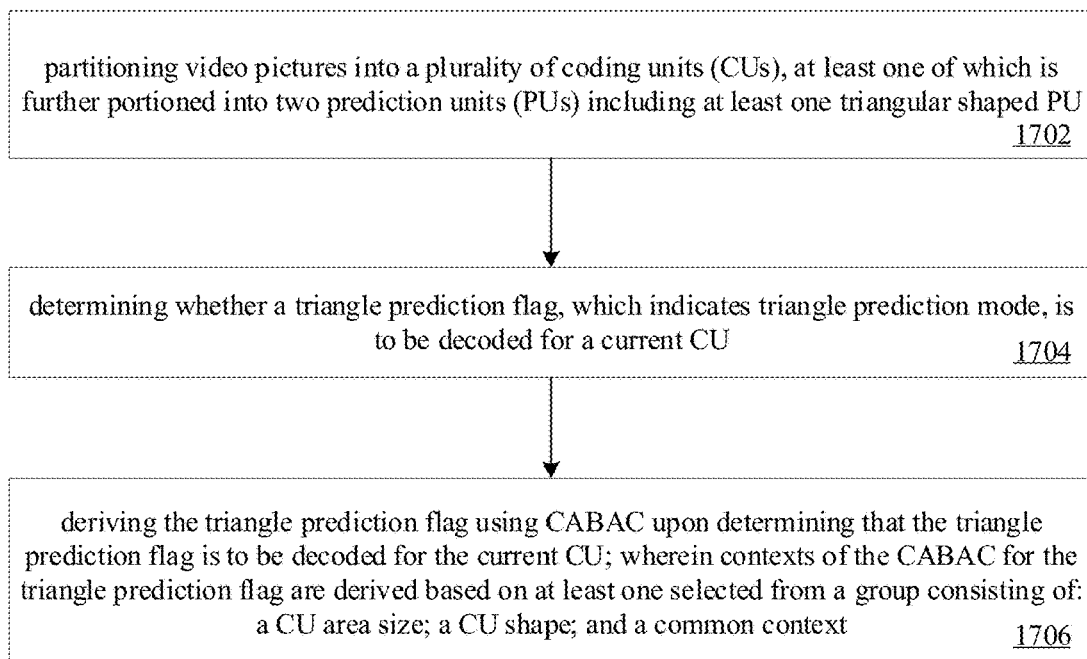 partitioning video pictures into a plurality of coding units (CUs), at least one of which is
further portioned into two prediction units (PUs) including at least one triangular shaped PU
1702
determining whether a triangle prediction flag, which indicates triangle prediction mode, is
to be decoded for a current CU
1704
deriving the triangle prediction flag using CABAC upon determining that the triangle
prediction flag is to be decoded for the current CU; wherein contexts of the CABAC for the
triangle prediction flag are derived based on at least one selected from a group consisting of:
a CU area size; a CU shape; and a common context
1706